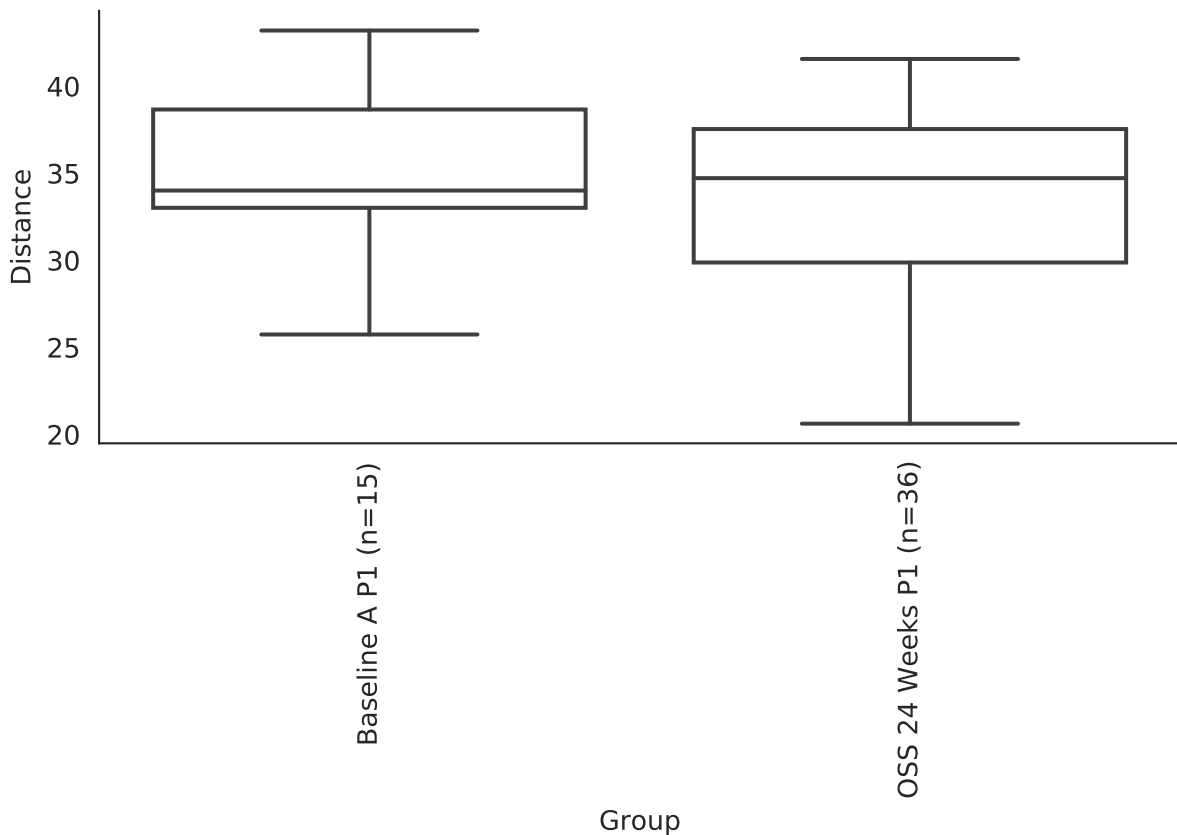 Distance
40
35
30
25
20
Baseline A P1 (n=15)
OSS 24 Weeks P1 (n=36)
Group